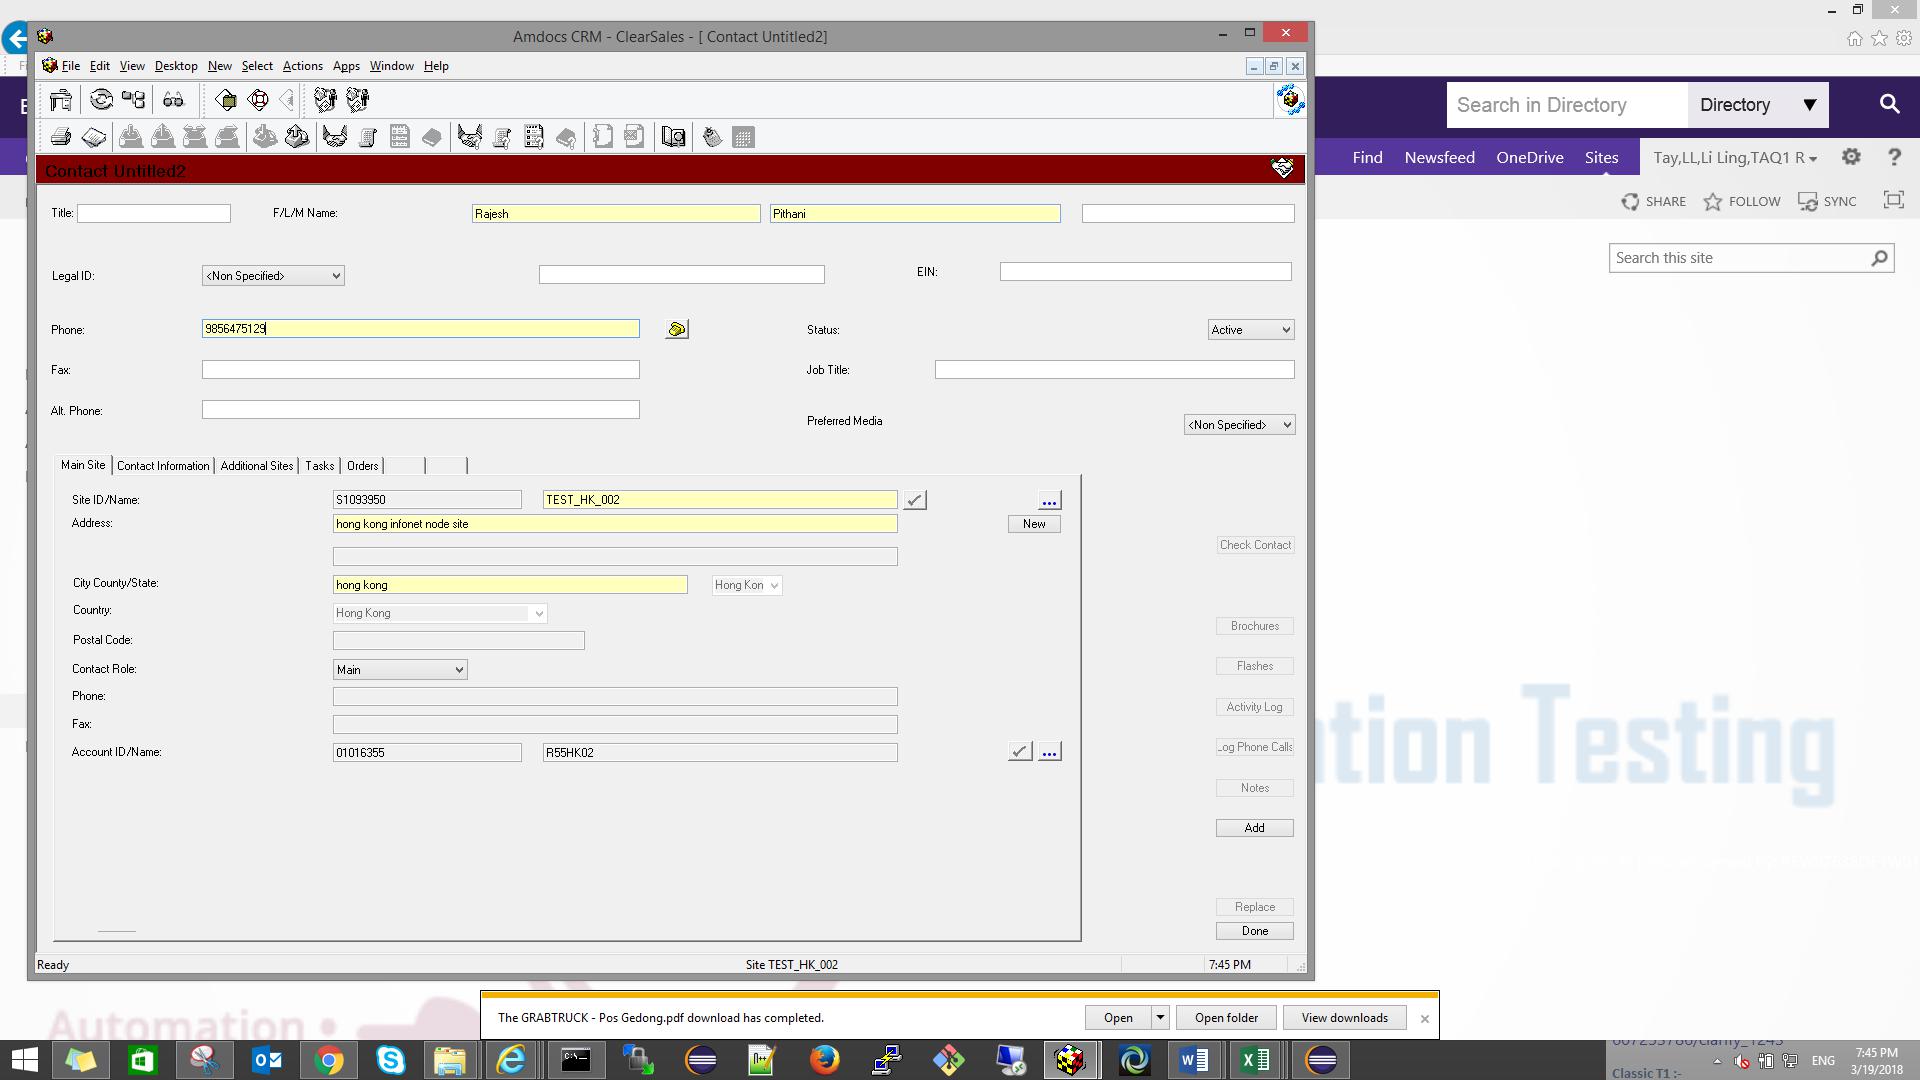 Amdocs CRM - ClearSales - [ Contact Untitled2]
File Edit View Desktop New Select Actions Apps Window Help
Search in Directory Directory
Contact Untitled2
Find Newsfeed OneDrive Sites Tay,LL,Li Ling,TAQ1 R
SHARE FOLLOW SYNC
Search this site
Title: F/L/M Name: Rajesh Pithani
Legal ID: <Non Specified> EIN:
Phone: 9856475129 Status: Active
Fax: Job Title:
Alt. Phone: Preferred Media <Non Specified>
Main Site Contact Information Additional Sites Tasks Orders
Site ID/Name: S1093950 TEST_HK_002 ...
Address: hong kong infonet node site New
Check Contact
City County/State: hong kong Hong Kon
Country: Hong Kong
Brochures
Postal Code:
Contact Role: Main Flashes
Phone:
Activity Log
Fax:
Log Phone Calls
Account ID/Name: 01016355 R55HK02 ...
tion Testing
Notes
Add
Replace
Done
Ready Site TEST_HK_002 7:45 PM
Automation
The GRABTRUCK - Pos Gedong.pdf download has completed. Open Open folder View downloads
ENG 7:45 PM
3/19/2018
Classic T1 :-